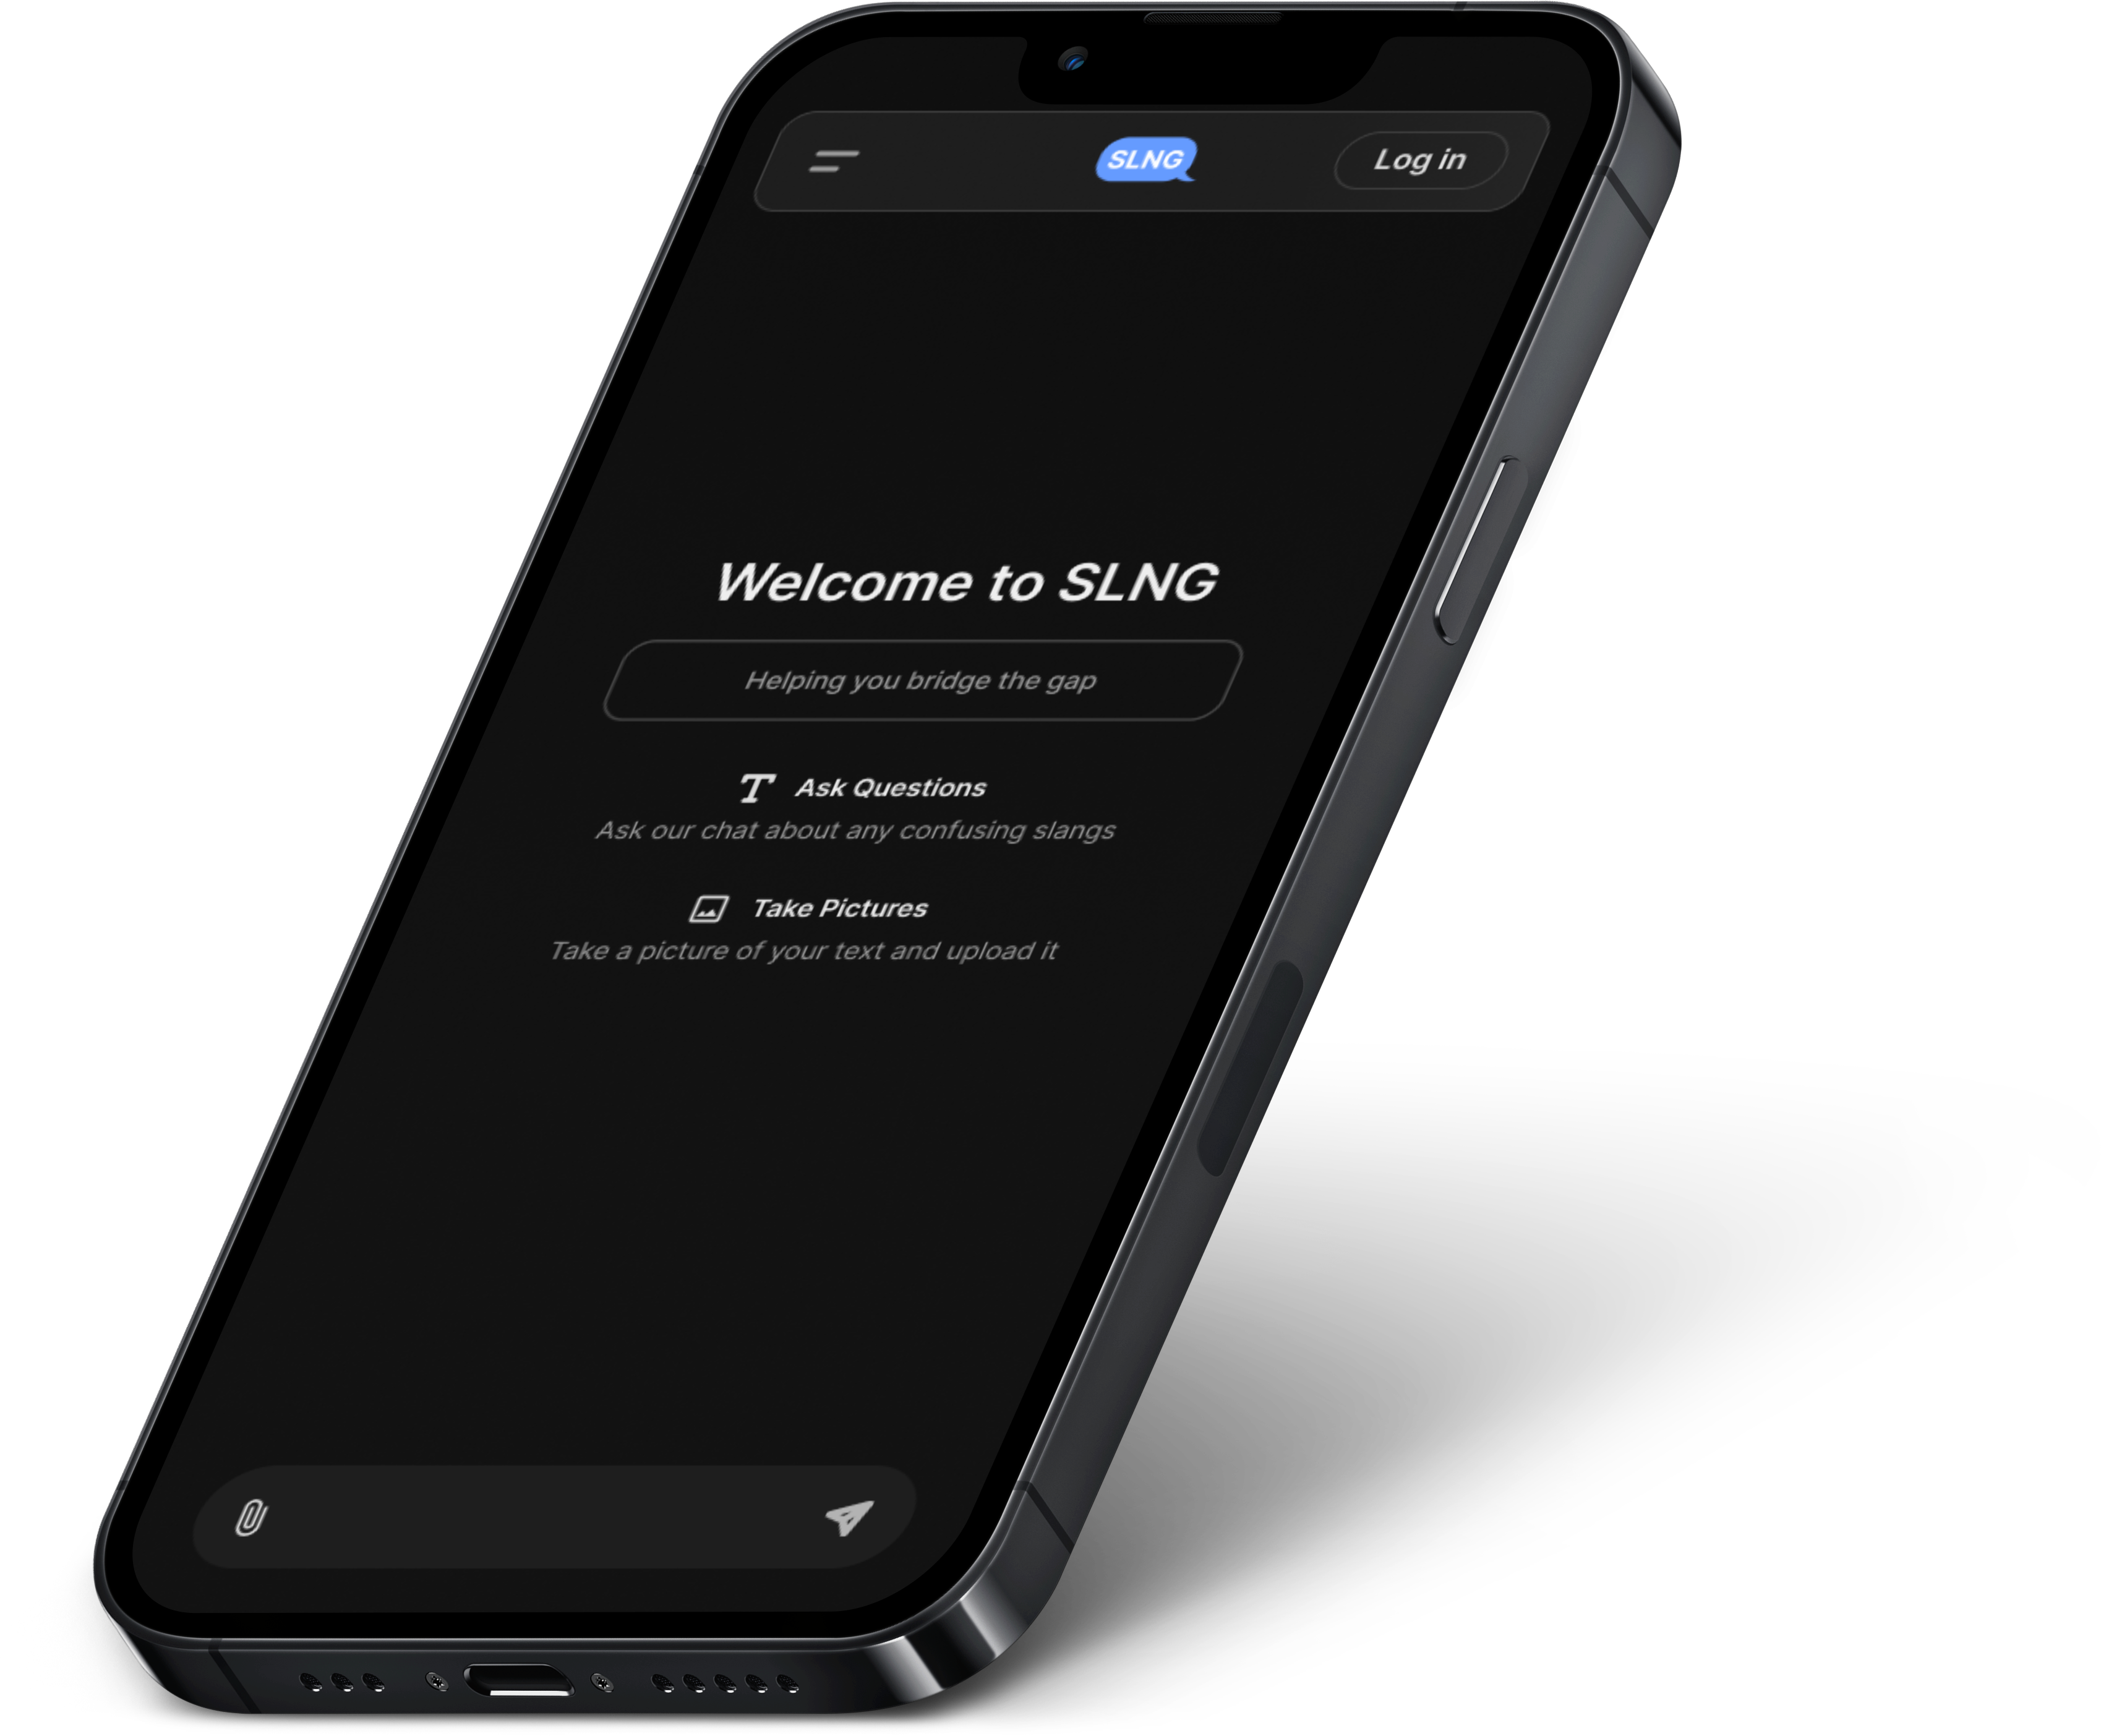 SLNG
Log in
Welcome to SLNG
Helping you bridge the gap
Ask Questions
Ask our chat about any confusing slangs
Take Pictures
Take a picture of your text and upload it